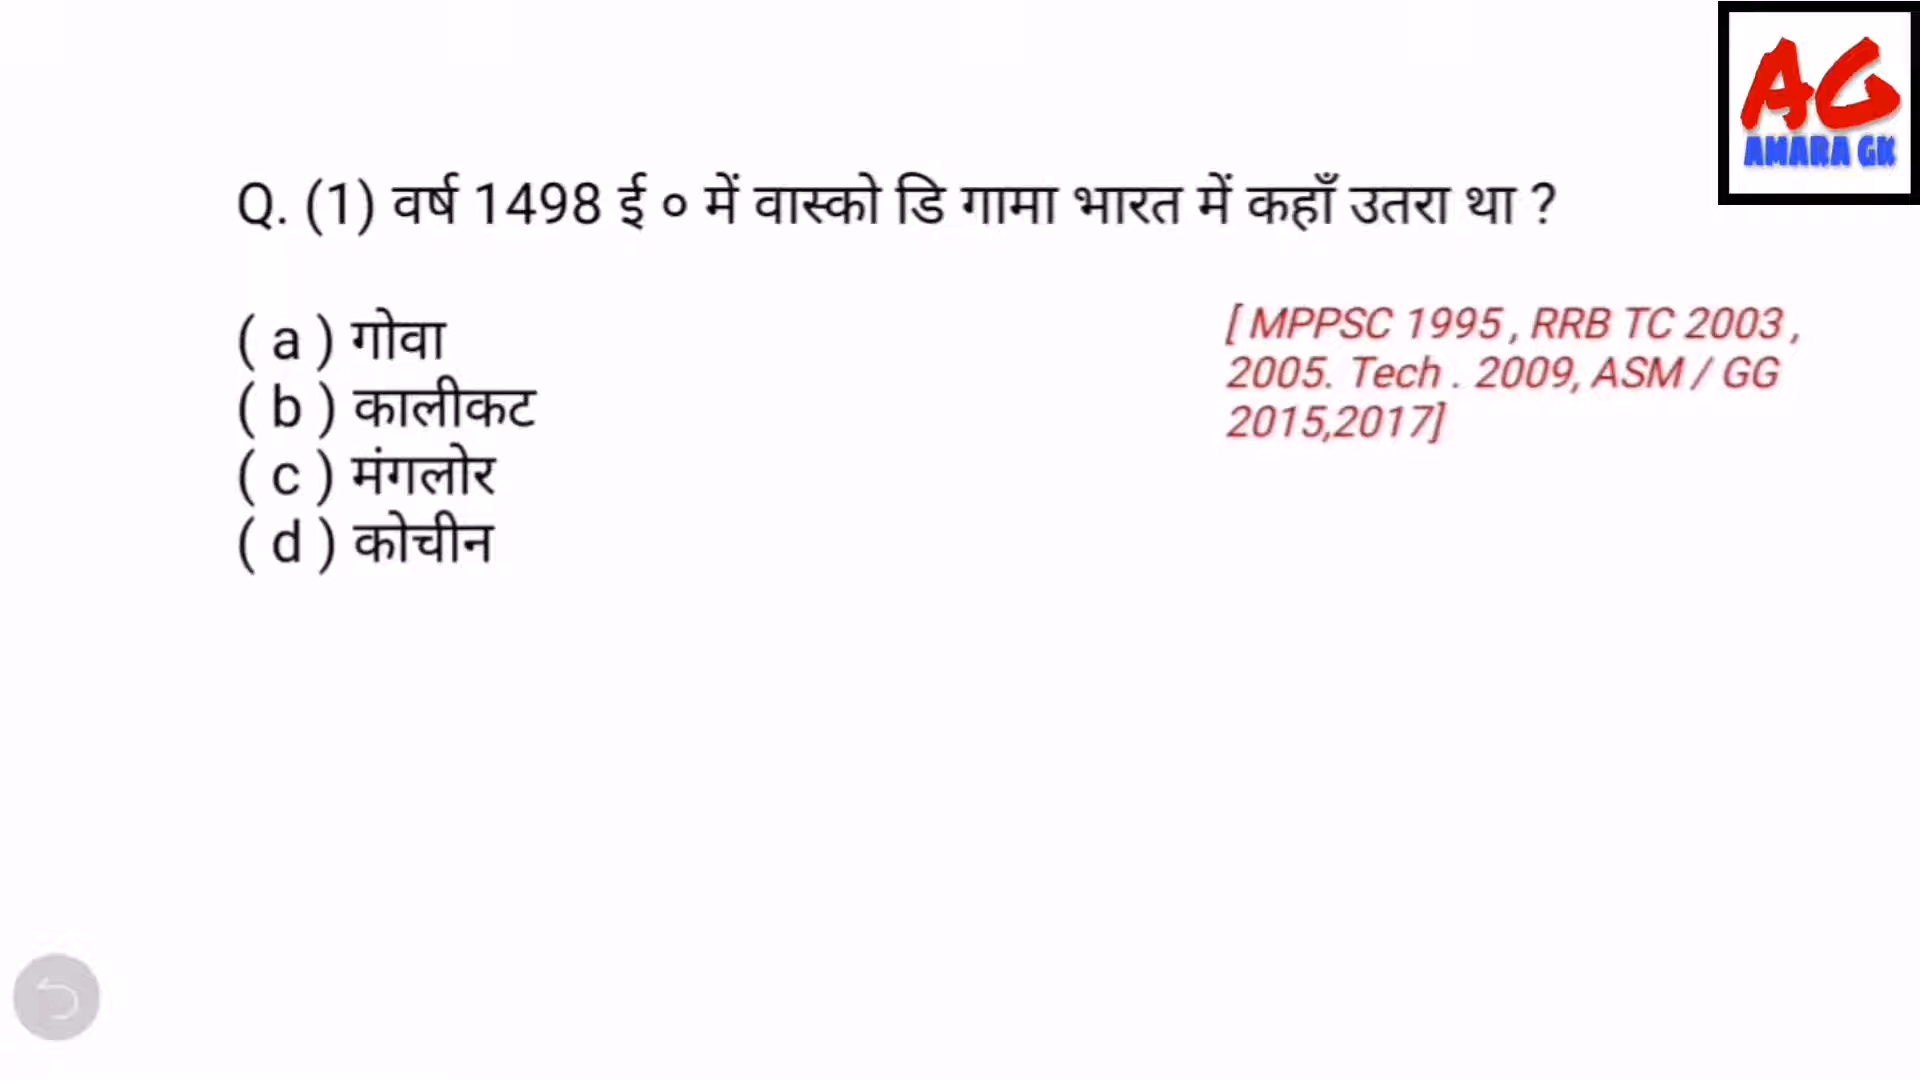 AG
AMARA GK
Q. (1) वर्ष 1498 ई ० में वास्को डि गामा भारत में कहाँ उतरा था ?
( a ) गोवा
( b ) कालीकट
( c ) मंगलोर
( d ) कोचीन
[ MPPSC 1995 , RRB TC 2003 ,
2005. Tech . 2009, ASM / GG
2015,2017]